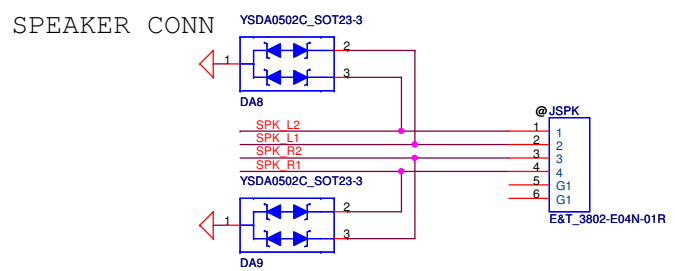 SPEAKER CONN
YSDA0502C_SOT23-3
1
2
3
DA8
@ JSPK
SPK_L2 1 1
SPK_L1 2 2
SPK_R2 3 3
SPK_R1 4 4
5 G1
6 G1
E&T_3802-E04N-01R
YSDA0502C_SOT23-3
1
2
3
DA9